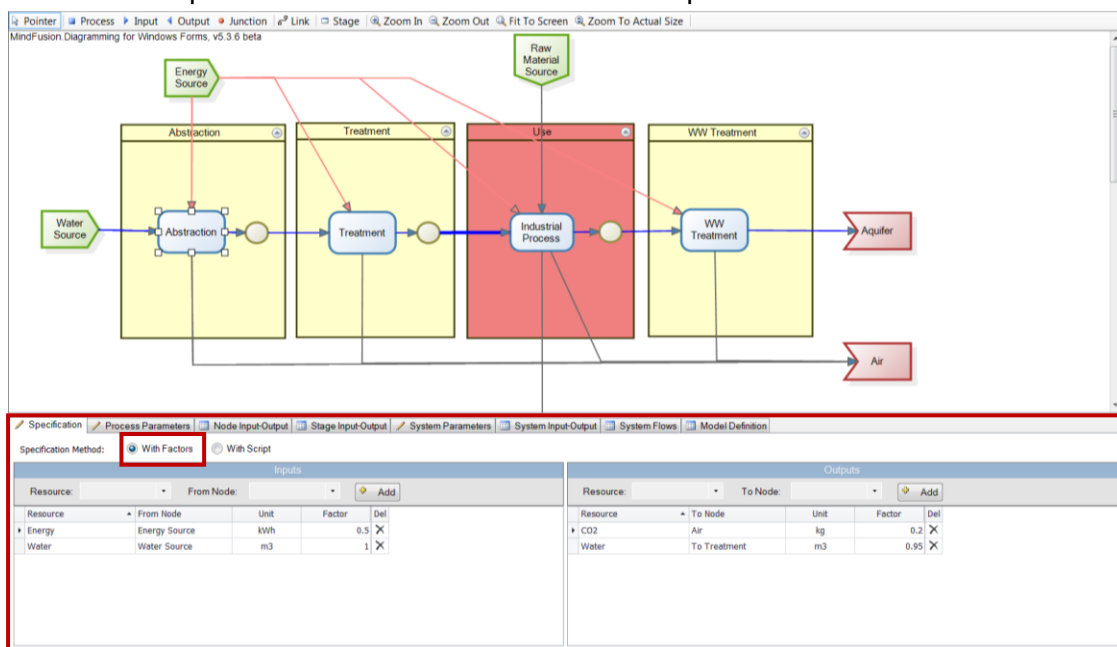 Pointer Process Input Output Junction Link Stage Zoom In Zoom Out Fit To Screen Zoom To Actual Size
MindFusion.Diagramming for Windows Forms, v5.3.6 beta
Raw
Material
Source
Energy
Source
Abstraction
Treatment
Use
WW Treatment
Water
Source
Abstraction
Treatment
Industrial
Process
WW
Treatment
Aquifer
Air
Specification Process Parameters Node Input-Output Stage Input-Output System Parameters System Input-Output System Flows Model Definition
Specification Method: With Factors With Script
Inputs
Resource: From Node: Add
Resource From Node Unit Factor Del
Energy Energy Source kWh 0.5
Water Water Source m3 1
Outputs
Resource: To Node: Add
Resource To Node Unit Factor Del
CO2 Air kg 0.2
Water To Treatment m3 0.95